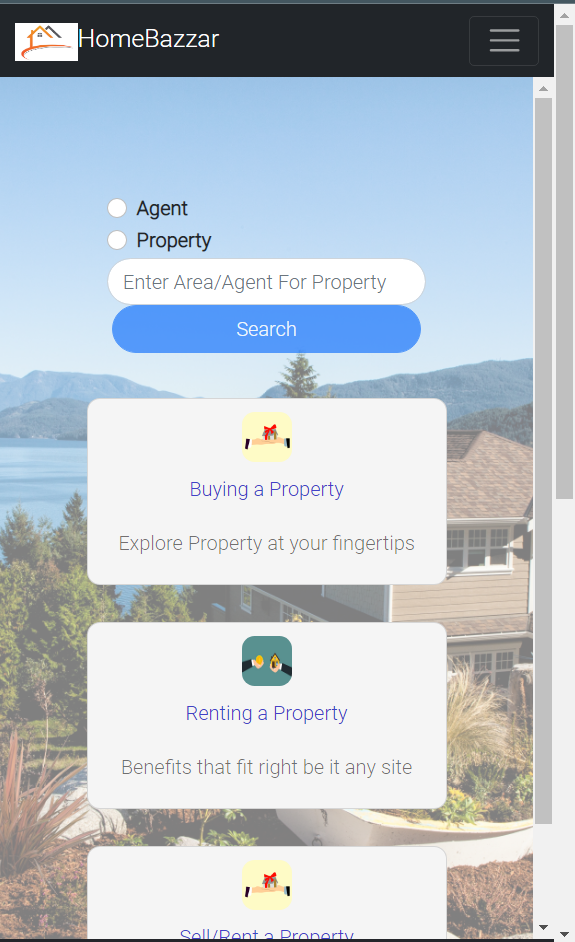 HomeBazzar
Agent
Property
Enter Area/Agent For Property
Search
Buying a Property
Explore Property at your fingertips
Renting a Property
Benefits that fit right be it any site
Sell/Rent a Property